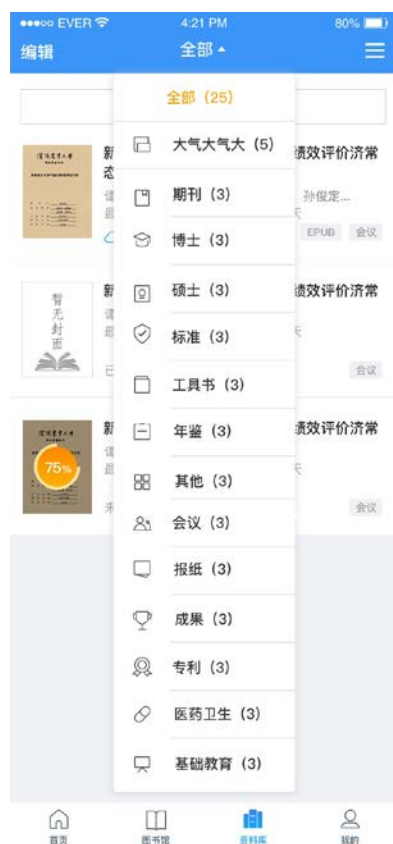 EVER 4:21 PM 80%
编辑 全部
全部 (25)
大气大气大 (5)
期刊 (3)
博士 (3)
硕士 (3)
标准 (3)
工具书 (3)
年鉴 (3)
其他 (3)
会议 (3)
报纸 (3)
成果 (3)
专利 (3)
医药卫生 (3)
基础教育 (3)
新 绩效评价济常
态
孙俊定...
EPUB 会议
暂无封面
新 绩效评价济常
会议
75%
新 绩效评价济常
会议
首页 图书馆 资料库 我的